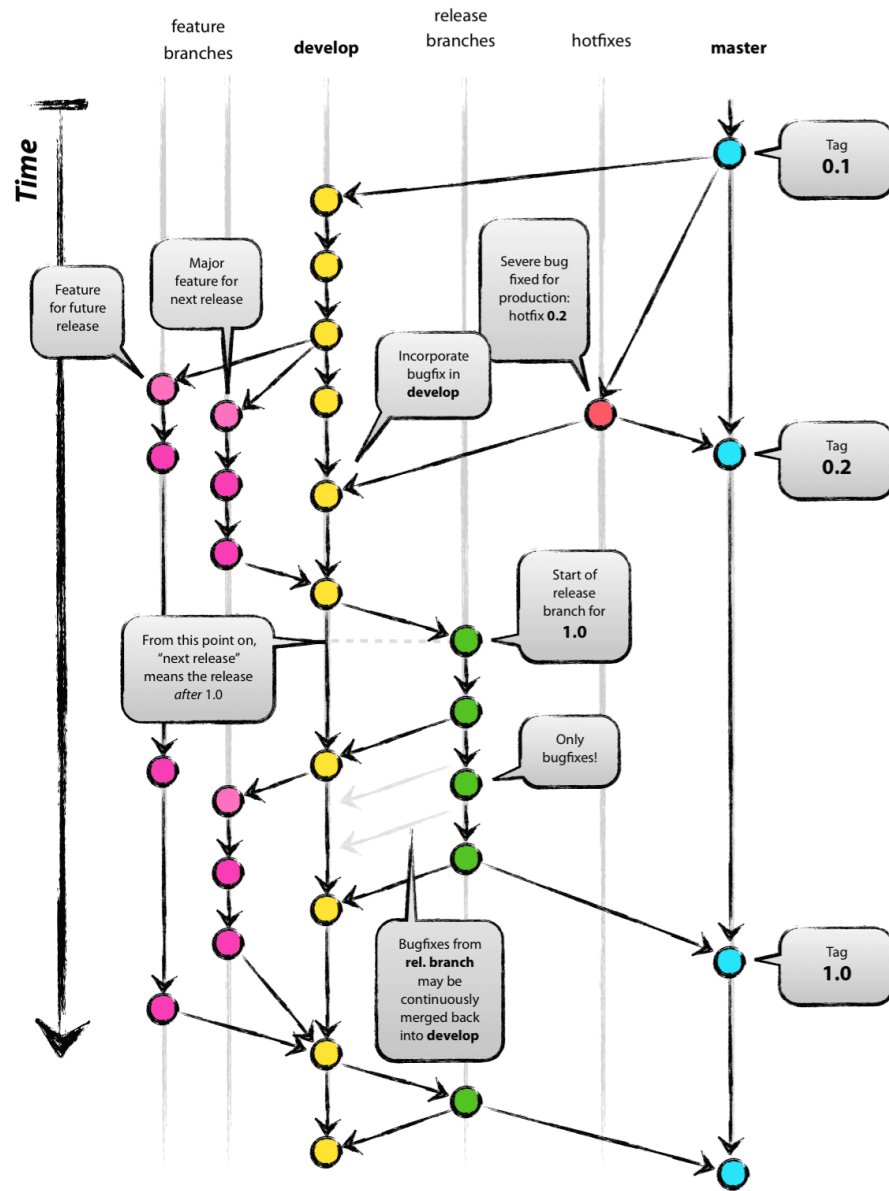 feature
branches
develop
release
branches
hotfixes
master
Time
Tag
0.1
Major
feature for
next release
Feature
for future
release
Severe bug
fixed for
production:
hotfix 0.2
Incorporate
bugfix in
develop
Tag
0.2
Start of
release
branch for
1.0
From this point on,
“next release”
means the release
after 1.0
Only
bugfixes!
Bugfixes from
rel. branch
may be
continuously
merged back
into develop
Tag
1.0